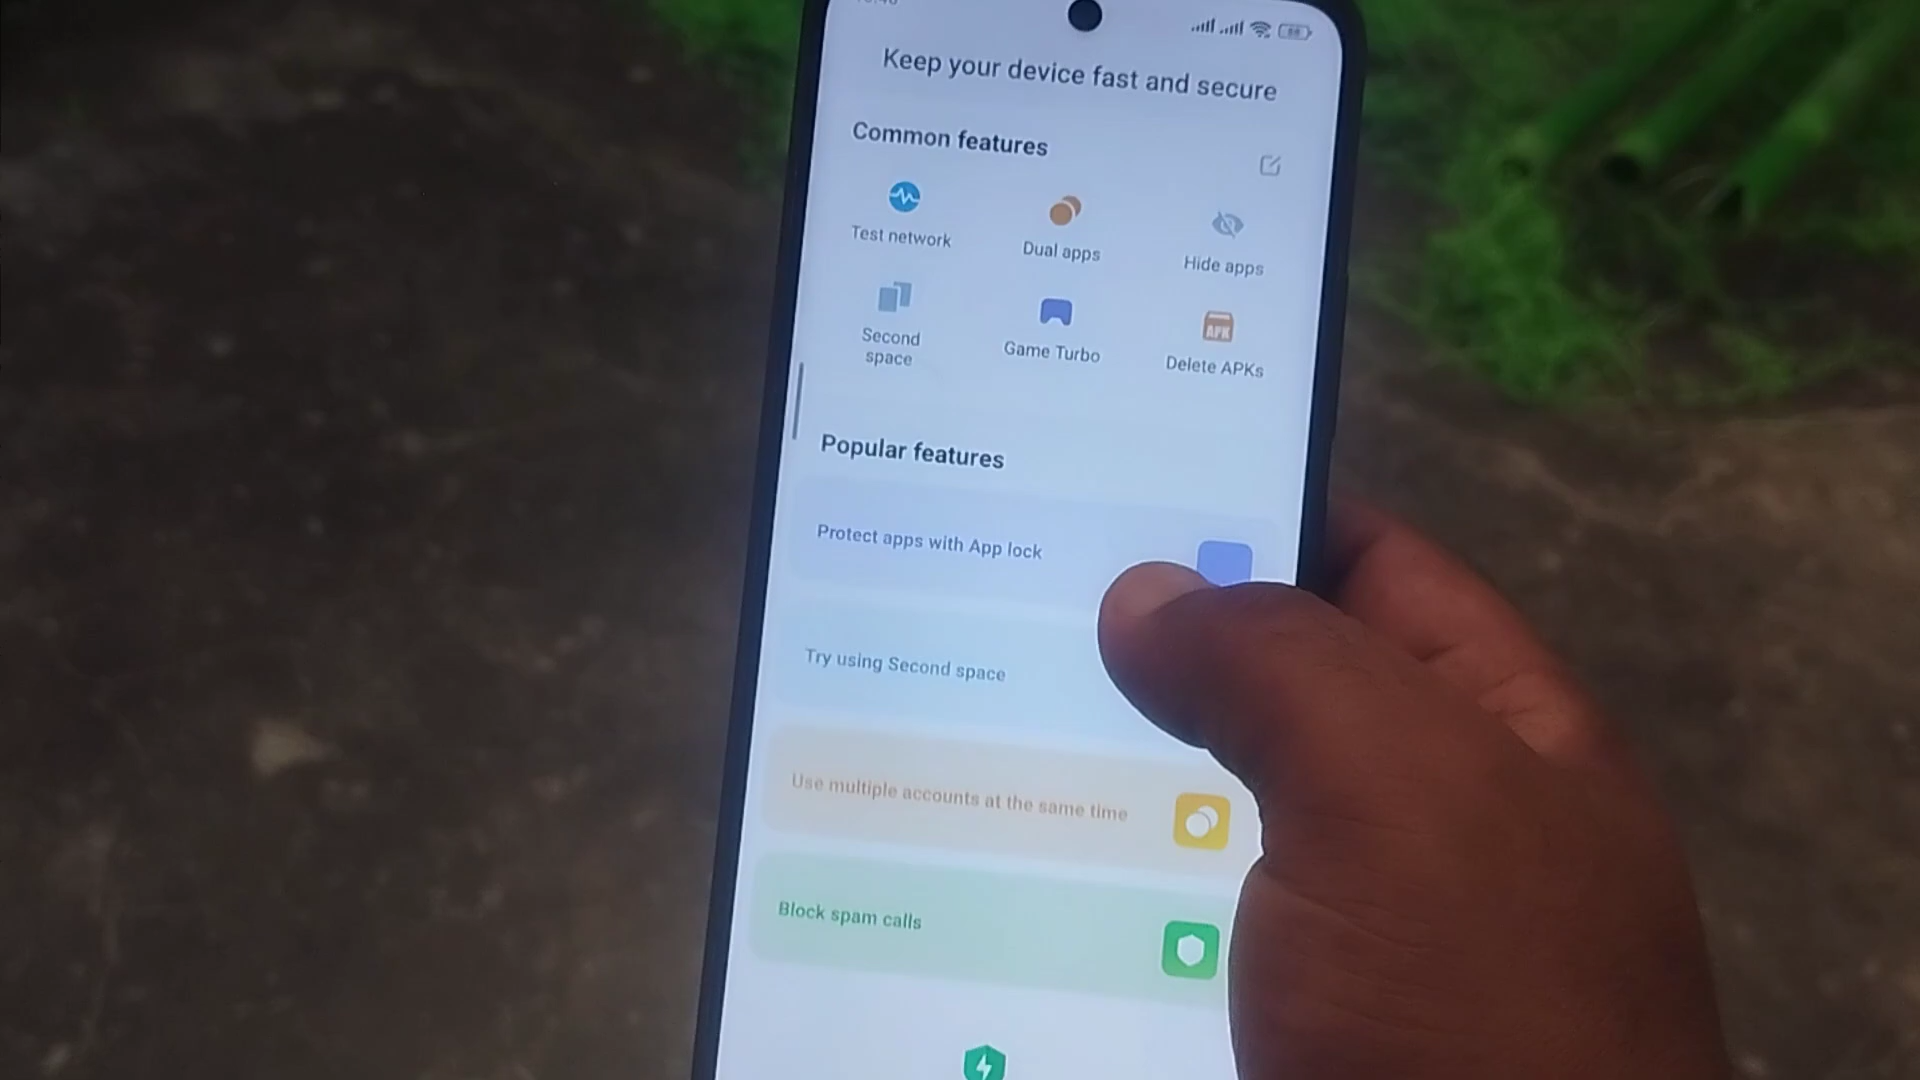 Keep your device fast and secure
Common features
Test network
Dual apps
Hide apps
Second
space
Game Turbo
APK
Delete APKs
Popular features
Protect apps with App lock
Try using Second space
Use multiple accounts at the same time
Block spam calls